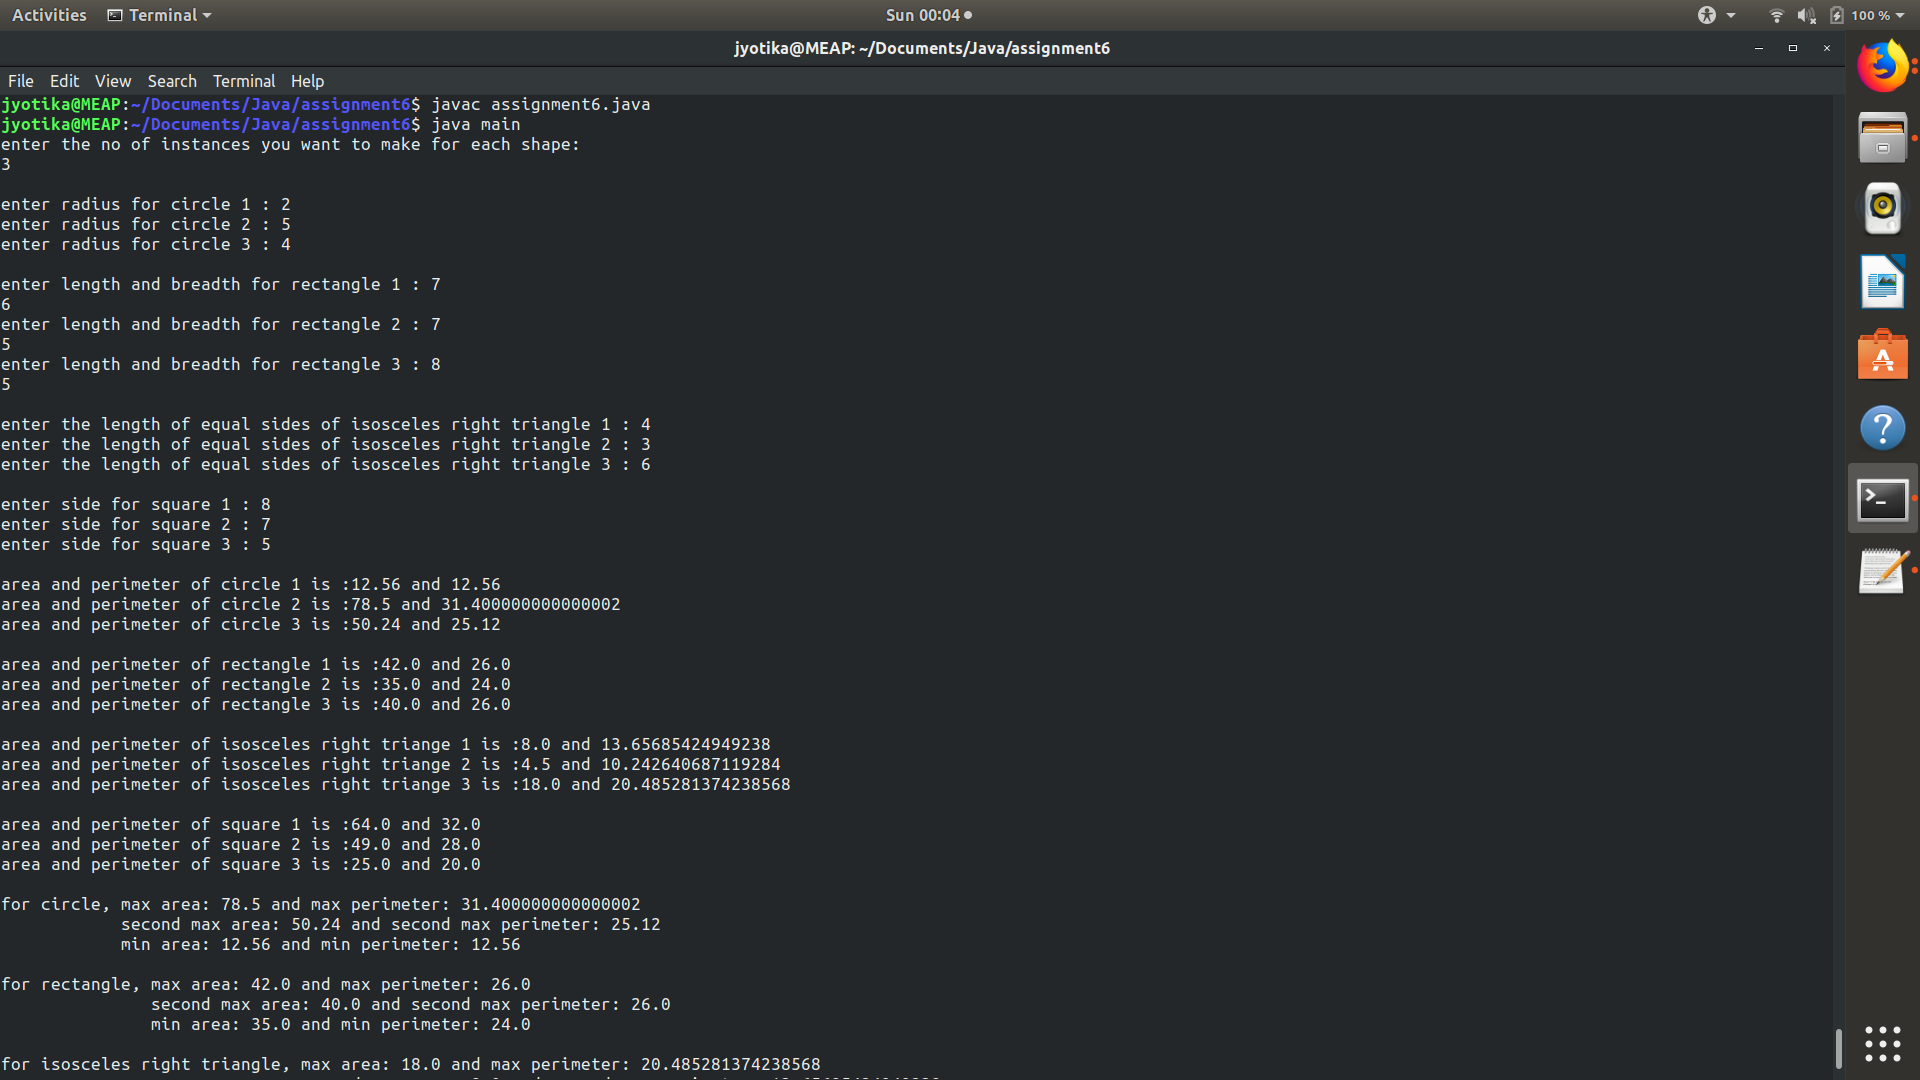 Activities Terminal Sun 00:04 100 %
jyotika@MEAP: ~/Documents/Java/assignment6
File Edit View Search Terminal Help
jyotika@MEAP:~/Documents/Java/assignment6$ javac assignment6.java
jyotika@MEAP:~/Documents/Java/assignment6$ java main
enter the no of instances you want to make for each shape:
3
enter radius for circle 1 : 2
enter radius for circle 2 : 5
enter radius for circle 3 : 4
enter length and breadth for rectangle 1 : 7
6
enter length and breadth for rectangle 2 : 7
5
enter length and breadth for rectangle 3 : 8
5
enter the length of equal sides of isosceles right triangle 1 : 4
enter the length of equal sides of isosceles right triangle 2 : 3
enter the length of equal sides of isosceles right triangle 3 : 6
enter side for square 1 : 8
enter side for square 2 : 7
enter side for square 3 : 5
area and perimeter of circle 1 is :12.56 and 12.56
area and perimeter of circle 2 is :78.5 and 31.400000000000002
area and perimeter of circle 3 is :50.24 and 25.12
area and perimeter of rectangle 1 is :42.0 and 26.0
area and perimeter of rectangle 2 is :35.0 and 24.0
area and perimeter of rectangle 3 is :40.0 and 26.0
area and perimeter of isosceles right triange 1 is :8.0 and 13.65685424949238
area and perimeter of isosceles right triange 2 is :4.5 and 10.242640687119284
area and perimeter of isosceles right triange 3 is :18.0 and 20.485281374238568
area and perimeter of square 1 is :64.0 and 32.0
area and perimeter of square 2 is :49.0 and 28.0
area and perimeter of square 3 is :25.0 and 20.0
for circle, max area: 78.5 and max perimeter: 31.400000000000002
second max area: 50.24 and second max perimeter: 25.12
min area: 12.56 and min perimeter: 12.56
for rectangle, max area: 42.0 and max perimeter: 26.0
second max area: 40.0 and second max perimeter: 26.0
min area: 35.0 and min perimeter: 24.0
for isosceles right triangle, max area: 18.0 and max perimeter: 20.485281374238568